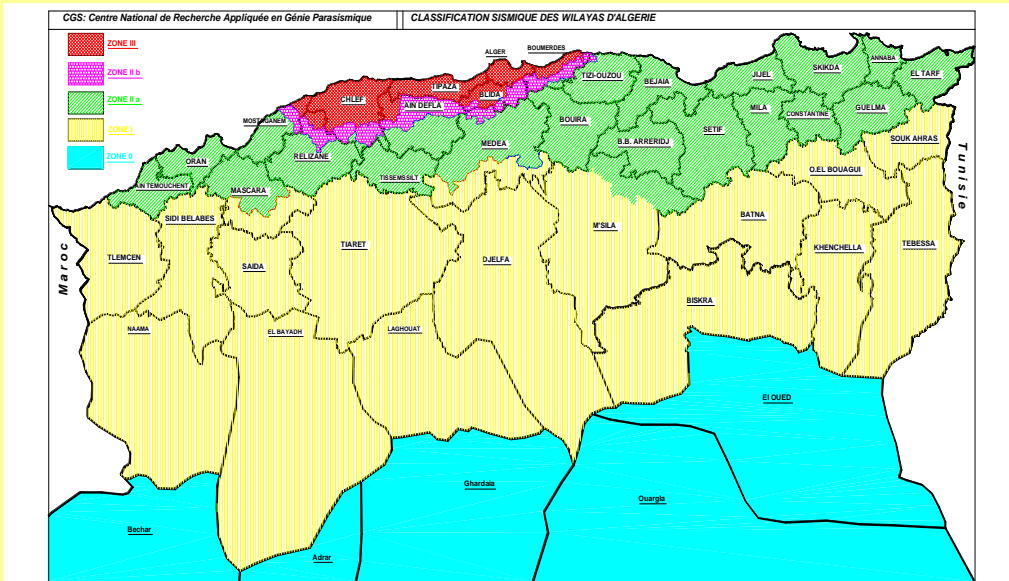 CGS: Centre National de Recherche Appliquée en Génie Parasismique
CLASSIFICATION SISMIQUE DES WILAYAS D'ALGERIE
ZONE III
ZONE II b
ZONE II a
ZONE I
ZONE 0
ALGER
BOUMERDES
TIPAZA
BLIDA
CHLEF
AIN DEFLA
TIZI-OUZOU
BEJAIA
JIJEL
SKIKDA
ANNABA
EL TARF
MOSTAGANEM
BOUIRA
MILA
CONSTANTINE
GUELMA
SETIF
B.B. ARRERIDJ
SOUK AHRAS
MEDEA
RELIZANE
ORAN
TISSEMSSILT
AIN TEMOUCHENT
MASCARA
O.EL BOUAGUI
SIDI BELABES
BATNA
M'SILA
TLEMCEN
SAIDA
TIARET
DJELFA
KHENCHELLA
TEBESSA
BISKRA
NAAMA
EL BAYADH
LAGHOUAT
El OUED
Ghardaia
Ouargla
Bechar
Adrar
Maroc
Tunisie